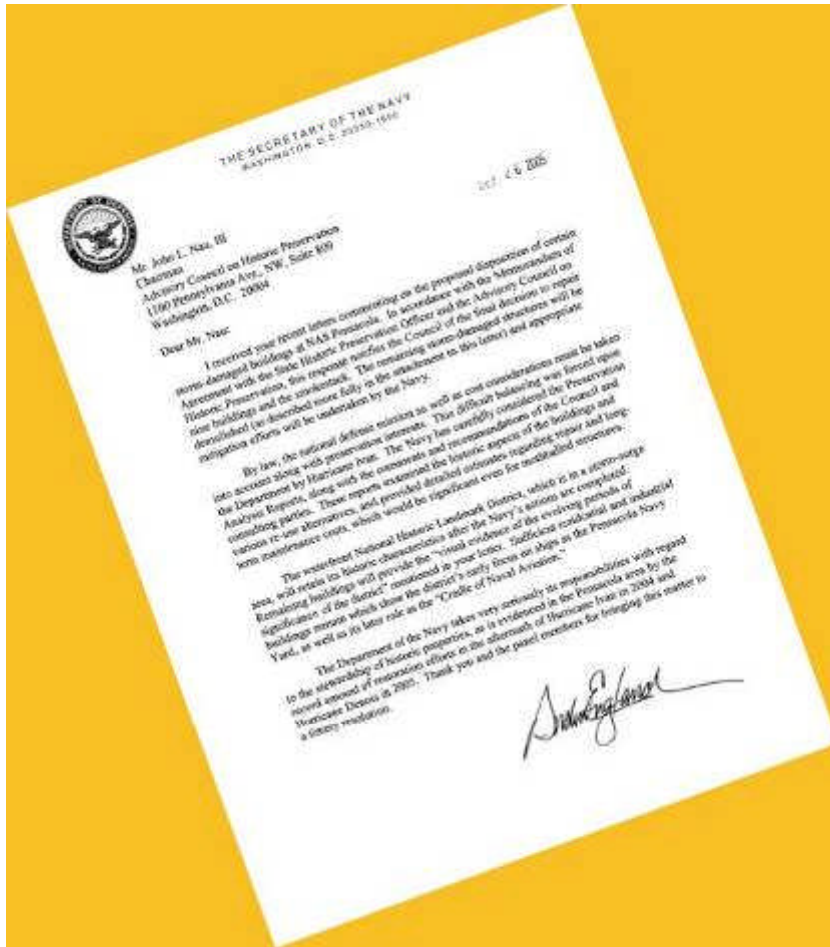 THE SECRETARY OF THE NAVY
WASHINGTON D.C. 20350-1000
2005
Mr. John L. Nau, III
Chairman
Advisory Council on Historic Preservation
1100 Pennsylvania Ave., NW, Suite 809
Washington, D.C. 20004
Dear Mr. Nau:
I received your recent letters commenting on the proposed disposition of certain
storm-damaged buildings at NAS Pensacola. In accordance with the Memorandum of
Agreement with the State Historic Preservation Officer and the Advisory Council on
Historic Preservation, this response notifies the Council of the final decision to repair
nine buildings and the smokestack. The remaining storm-damaged structures will be
demolished (as described more fully in the attachment to this letter) and appropriate
mitigation efforts will be undertaken by the Navy.
By law, the national defense mission as well as cost considerations must be taken
into account along with preservation interests. This difficult balancing was forced upon
the Department by Hurricane Ivan. The Navy has carefully considered the Preservation
Analysis Reports, along with the comments and recommendations of the Council and
consulting parties. These reports examined the historic aspects of the buildings and
various re-use alternatives, and provided detailed estimates regarding repair and long-
term maintenance costs, which would be significant even for mothballed structures.
The waterfront National Historic Landmark District, which is in a storm-surge
area, will retain its historic characteristics after the Navy's actions are completed.
Remaining buildings will provide the "visual evidence of the evolving periods of
signification of the district" mentioned in your letter. Sufficient residential and industrial
buildings remain which show the district's early focus on ships as the Pensacola Navy
Yard, as well as its later role as the "Cradle of Naval Aviation."
The Department of the Navy takes very seriously its responsibilities with regard
to the stewardship of historic properties, as is evidenced in the Pensacola area by the
record amount of restoration efforts in the aftermath of Hurricane Ivan in 2004 and
Hurricane Dennis in 2005. Thank you and the panel members for bringing this matter to
a timely resolution.